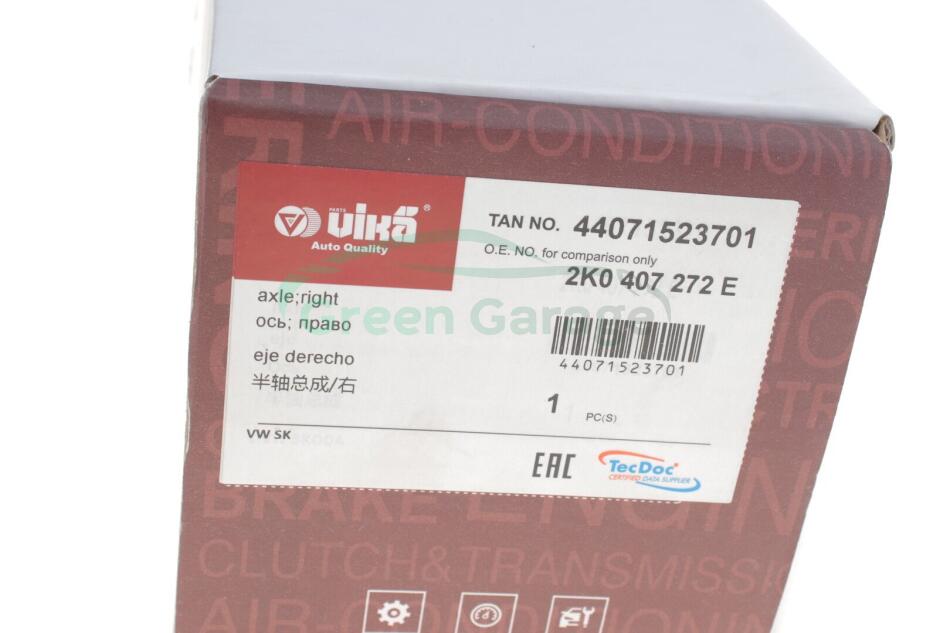 AIR-CONDITIONIN
PARTS
vika®
Auto Quality
TAN NO. 44071523701
O.E. NO. for comparison only
2K0 407 272 E
axle;right
ось; право
eje derecho
半轴总成/右
Green Garage
44071523701
1 PC(S)
VW SK
EAC
TecDoc
CERTIFIED DATA SUPPLIER
BRAKE ENGIN
CLUTCH&TRANSMISSIO
AIR-CONDITIONIN